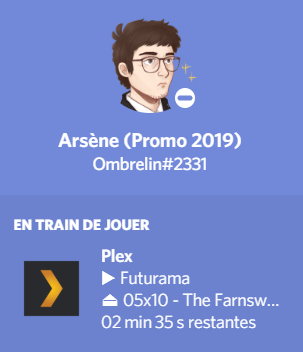 Arsène (Promo 2019)
Ombrelin#2331
EN TRAIN DE JOUER
Plex
▶ Futurama
⏏ 05x10 - The Farnsw...
02 min 35 s restantes